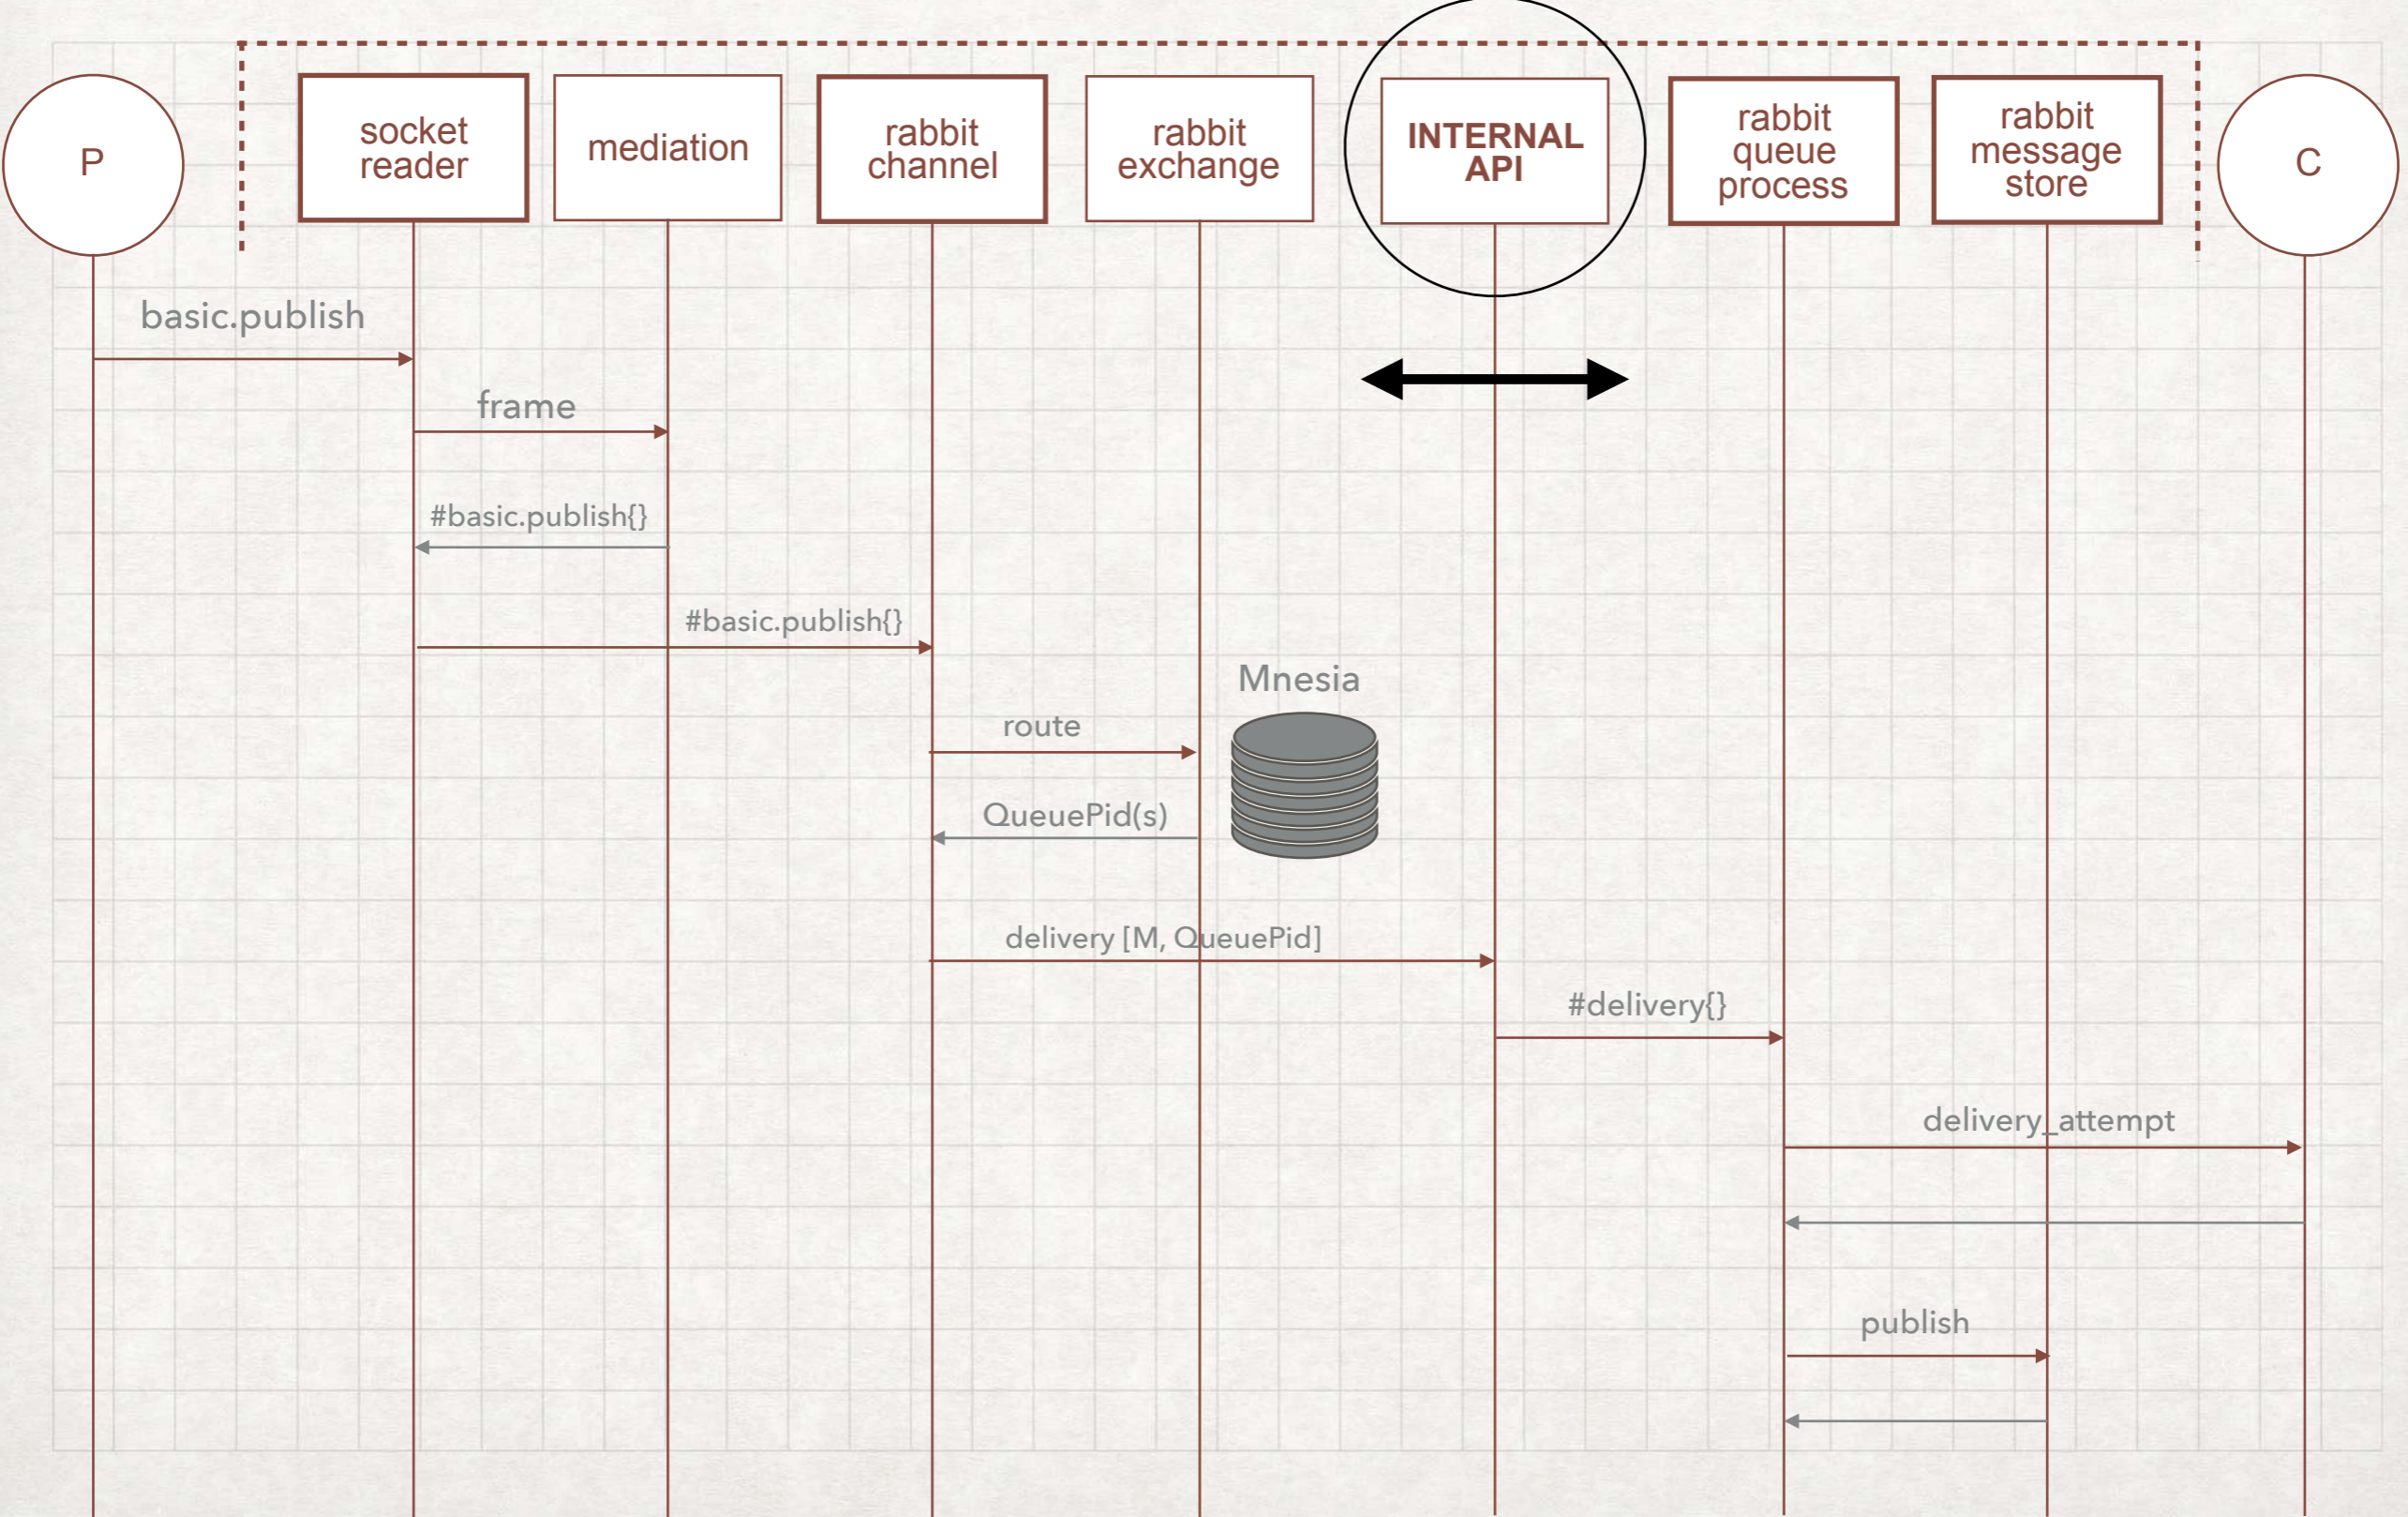 P
socket
reader
mediation
rabbit
channel
rabbit
exchange
INTERNAL
API
rabbit
queue
process
rabbit
message
store
C
basic.publish
frame
#basic.publish{}
#basic.publish{}
Mnesia
route
QueuePid(s)
delivery [M, QueuePid]
#delivery{}
delivery_attempt
publish